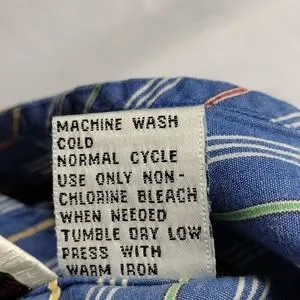 MACHINE WASH
COLD
NORMAL CYCLE
USE ONLY NON-
CHLORINE BLEACH
WHEN NEEDED
TUMBLE DRY LOW
PRESS WITH
WARM IRON